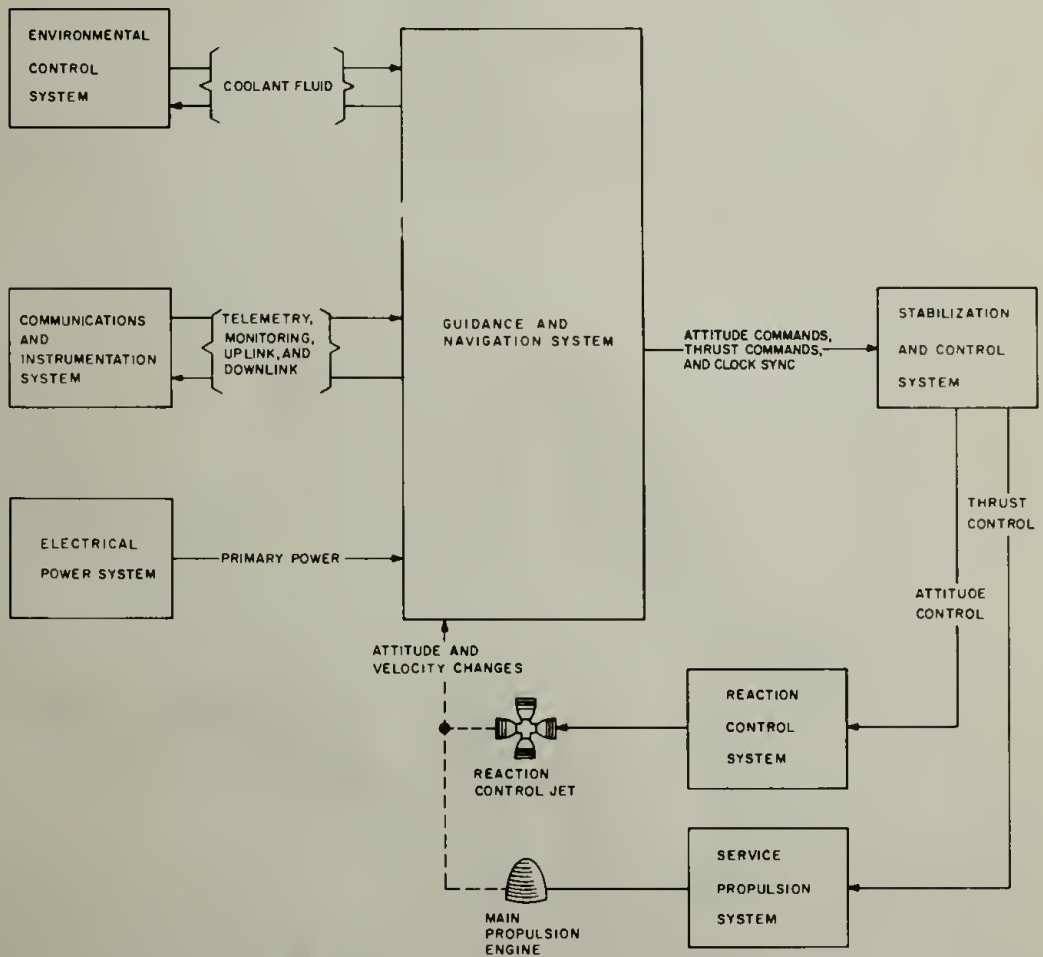 ENVIRONMENTAL
CONTROL
SYSTEM
COOLANT FLUID
COMMUNICATIONS
AND
INSTRUMENTATION
SYSTEM
TELEMETRY,
MONITORING,
UPLINK, AND
DOWNLINK
GUIDANCE AND
NAVIGATION SYSTEM
ATTITUDE COMMANDS,
THRUST COMMANDS,
AND CLOCK SYNC
STABILIZATION
AND CONTROL
SYSTEM
ELECTRICAL
POWER SYSTEM
PRIMARY POWER
THRUST
CONTROL
ATTITUDE
CONTROL
ATTITUDE AND
VELOCITY CHANGES
REACTION
CONTROL JET
REACTION
CONTROL
SYSTEM
MAIN
PROPULSION
ENGINE
SERVICE
PROPULSION
SYSTEM